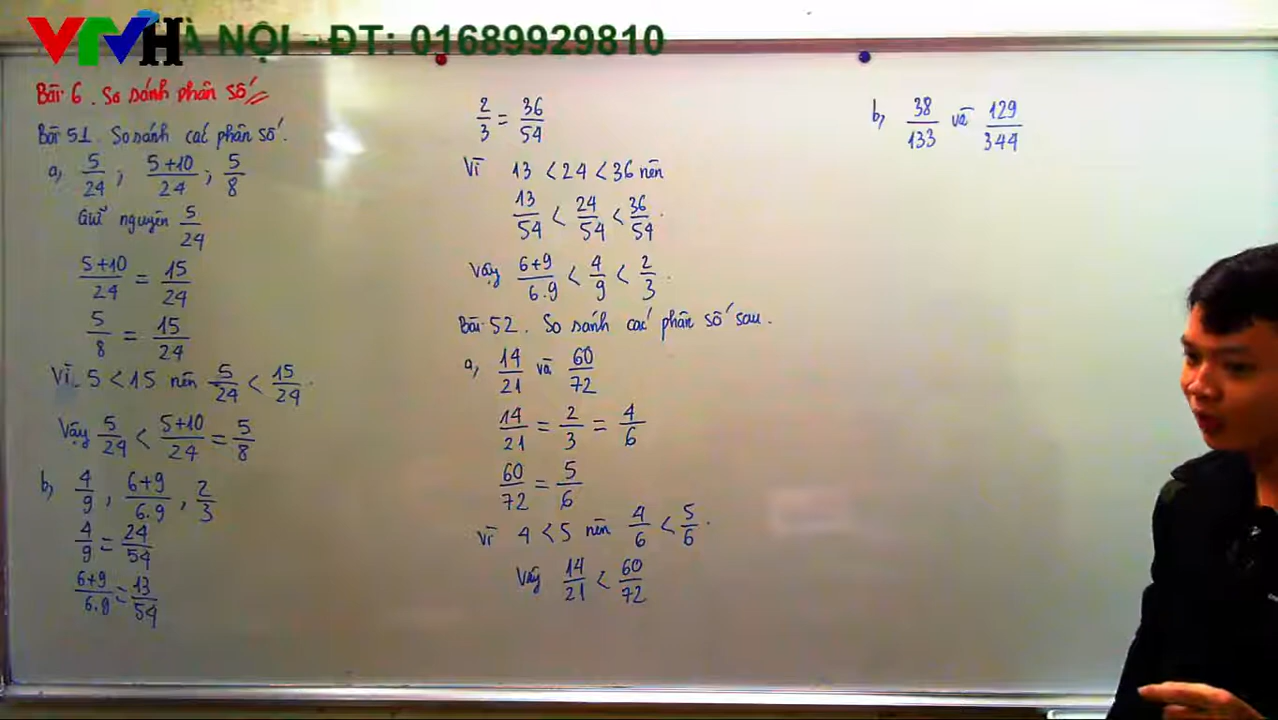 VTVH À NỘI - ĐT: 01689929810
Bài 6. So sánh phân số
Bài 51. So sánh các phân số.
a, 5/24 ; (5+10)/24 ; 5/8
Giữ nguyên 5/24
(5+10)/24 = 15/24
5/8 = 15/24
Vì 5 < 15 nên 5/24 < 15/24.
Vậy 5/24 < (5+10)/24 = 5/8
b, 4/9 , (6+9)/6.9 , 2/3
4/9 = 24/54
(6+9)/6.9 = 13/54
2/3 = 36/54
Vì 13 < 24 < 36 nên
13/54 < 24/54 < 36/54.
Vậy (6+9)/6.9 < 4/9 < 2/3.
Bài 52. So sánh các phân số sau.
a, 14/21 và 60/72
14/21 = 2/3 = 4/6
60/72 = 5/6
Vì 4 < 5 nên 4/6 < 5/6.
Vậy 14/21 < 60/72
b, 38/133 và 129/344